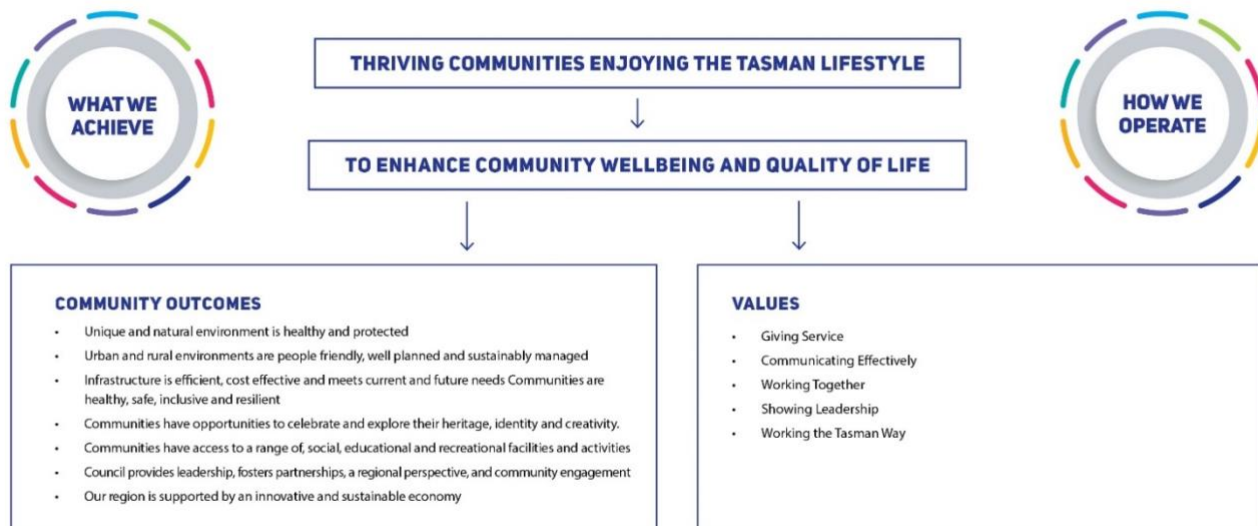 WHAT WE
ACHIEVE
THRIVING COMMUNITIES ENJOYING THE TASMAN LIFESTYLE
HOW WE
OPERATE
TO ENHANCE COMMUNITY WELLBEING AND QUALITY OF LIFE
COMMUNITY OUTCOMES
• Unique and natural environment is healthy and protected
• Urban and rural environments are people friendly, well planned and sustainably managed
• Infrastructure is efficient, cost effective and meets current and future needs Communities are
healthy, safe, inclusive and resilient
• Communities have opportunities to celebrate and explore their heritage, identity and creativity.
• Communities have access to a range of, social, educational and recreational facilities and activities
• Council provides leadership, fosters partnerships, a regional perspective, and community engagement
• Our region is supported by an innovative and sustainable economy
VALUES
• Giving Service
• Communicating Effectively
• Working Together
• Showing Leadership
• Working the Tasman Way